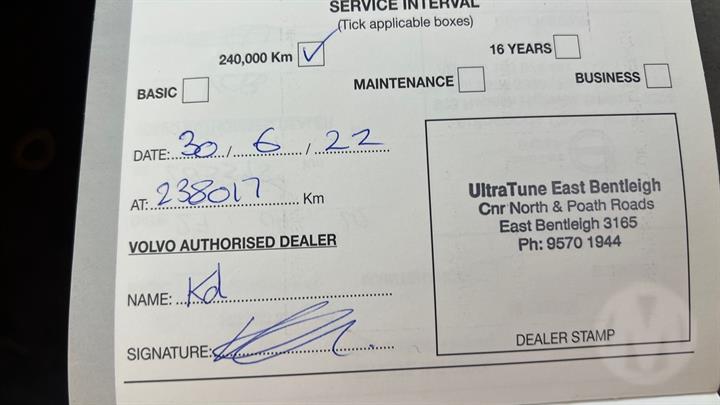 SERVICE INTERVAL
(Tick applicable boxes)
240,000 Km ✓
16 YEARS
BASIC
MAINTENANCE
BUSINESS
DATE: 30 / 6 / 22
AT: 238017 Km
VOLVO AUTHORISED DEALER
NAME: Kd
SIGNATURE:
UltraTune East Bentleigh
Cnr North & Poath Roads
East Bentleigh 3165
Ph: 9570 1944
DEALER STAMP